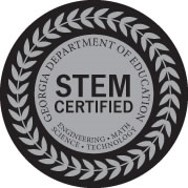 GEORGIA DEPARTMENT OF EDUCATION
STEM
CERTIFIED
ENGINEERING • MATH
SCIENCE • TECHNOLOGY